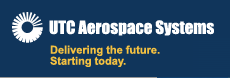 UTC Aerospace Systems
Delivering the future.
Starting today.